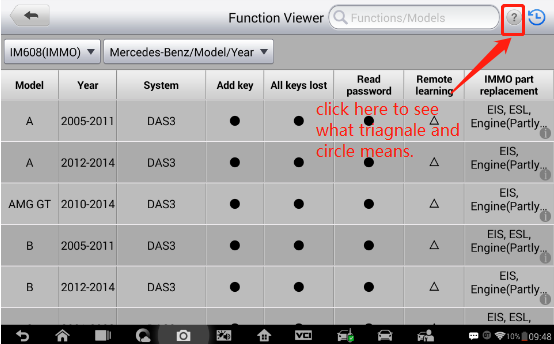 Function Viewer
Functions/Models
?
IM608(IMMO)
Mercedes-Benz/Model/Year
Model Year System Add key All keys lost Read password Remote learning IMMO part replacement
click here to see
what triagnale and
circle means.
A 2005-2011 DAS3 ● ● ● △ EIS, ESL, Engine(Partly...
A 2012-2014 DAS3 ● ● ● △ EIS, Engine(Partly...
AMG GT 2010-2014 DAS3 ● ● ● △ EIS, ESL, Engine(Partly...
B 2005-2011 DAS3 ● ● ● △ EIS, ESL, Engine(Partly...
B 2012-2014 DAS3 ● ● ● △ EIS, Engine(Partly...
EIS, ESL,
VCI
10% 09:48